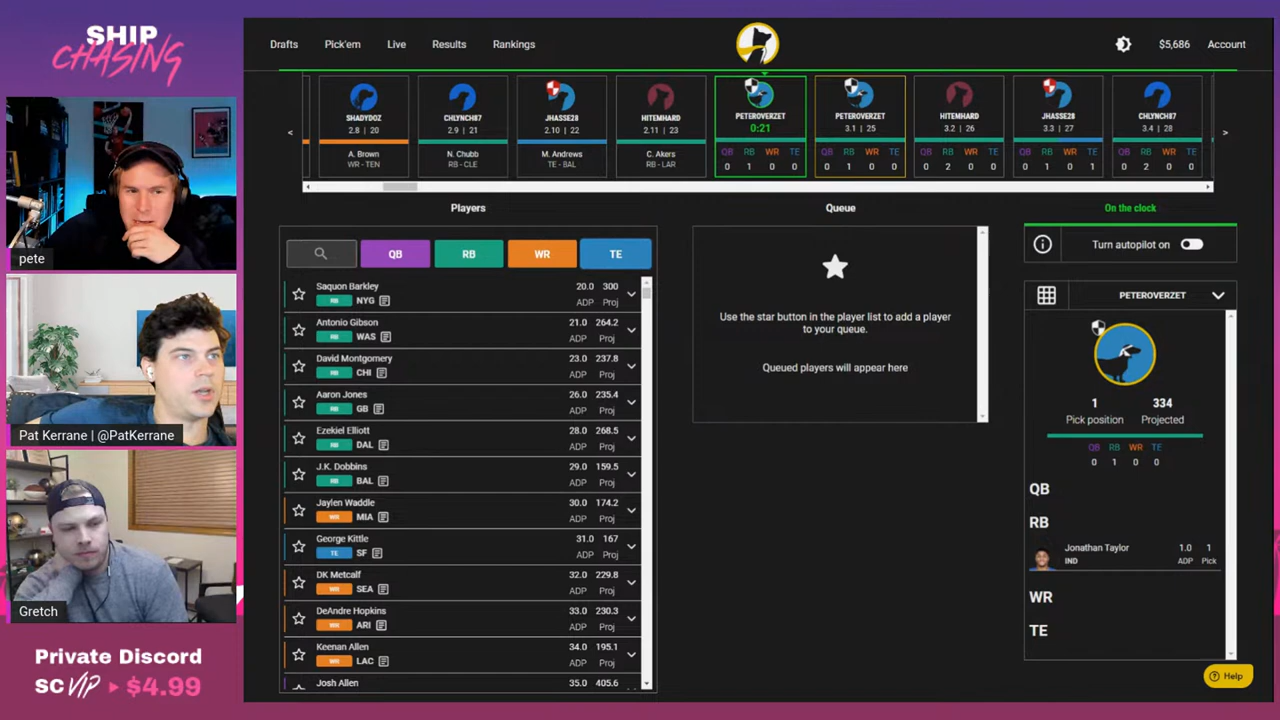 SHIP
CHASING
pete
Pat Kerrane | @PatKerrane
Gretch
Private Discord
SC VIP ▸ $4.99
Drafts Pick'em Live Results Rankings
$5,686 Account
<
SHADYDOZ
2.8 | 20
A. Brown
WR - TEN
CHLYNCH87
2.9 | 21
N. Chubb
RB - CLE
JHASSE28
2.10 | 22
M. Andrews
TE - BAL
HITEMHARD
2.11 | 23
C. Akers
RB - LAR
PETEROVERZET
0:21
QB RB WR TE
0 1 0 0
PETEROVERZET
3.1 | 25
QB RB WR TE
0 1 0 0
HITEMHARD
3.2 | 26
QB RB WR TE
0 2 0 0
JHASSE28
3.3 | 27
QB RB WR TE
0 1 0 1
CHLYNCH87
3.4 | 28
QB RB WR TE
0 2 0 0
>
Players
QB RB WR TE
Saquon Barkley 20.0 300
RB NYG ADP Proj
Antonio Gibson 21.0 264.2
RB WAS ADP Proj
David Montgomery 23.0 237.8
RB CHI ADP Proj
Aaron Jones 26.0 235.4
RB GB ADP Proj
Ezekiel Elliott 28.0 268.5
RB DAL ADP Proj
J.K. Dobbins 29.0 159.5
RB BAL ADP Proj
Jaylen Waddle 30.0 174.2
WR MIA ADP Proj
George Kittle 31.0 167
TE SF ADP Proj
DK Metcalf 32.0 229.8
WR SEA ADP Proj
DeAndre Hopkins 33.0 230.3
WR ARI ADP Proj
Keenan Allen 34.0 195.1
WR LAC ADP Proj
Josh Allen 35.0 405.6
Queue
Use the star button in the player list to add a player
to your queue.
Queued players will appear here
On the clock
Turn autopilot on
PETEROVERZET
1 334
Pick position Projected
QB RB WR TE
0 1 0 0
QB
RB
Jonathan Taylor 1.0 1
IND ADP Pick
WR
TE
Help